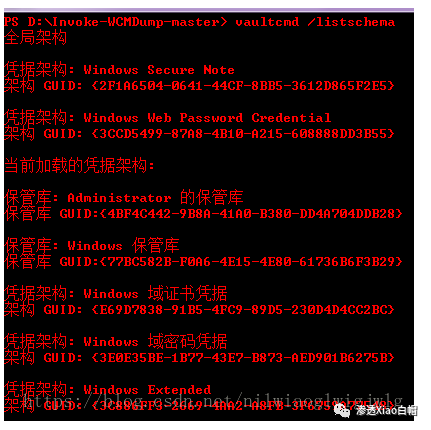 PS D:\Invoke-WCMDump-master> vaultcmd /listschema
全局架构
凭据架构: Windows Secure Note
架构 GUID: {2F1A6504-0641-44CF-8BB5-3612D865F2E5}
凭据架构: Windows Web Password Credential
架构 GUID: {3CCD5499-87A8-4B10-A215-608888DD3B55}
当前加载的凭据架构:
保管库: Administrator 的保管库
保管库 GUID:{4BF4C442-9B8A-41A0-B380-DD4A704DDB28}
保管库: Windows 保管库
保管库 GUID:{77BC582B-F0A6-4E15-4E80-61736B6F3B29}
凭据架构: Windows 域证书凭据
架构 GUID: {E69D7838-91B5-4FC9-89D5-230D4D4CC2BC}
凭据架构: Windows 域密码凭据
架构 GUID: {3E0E35BE-1B77-43E7-B873-AED901B6275B}
凭据架构: Windows Extended
架构 GUID:
渗透Xiao白帽